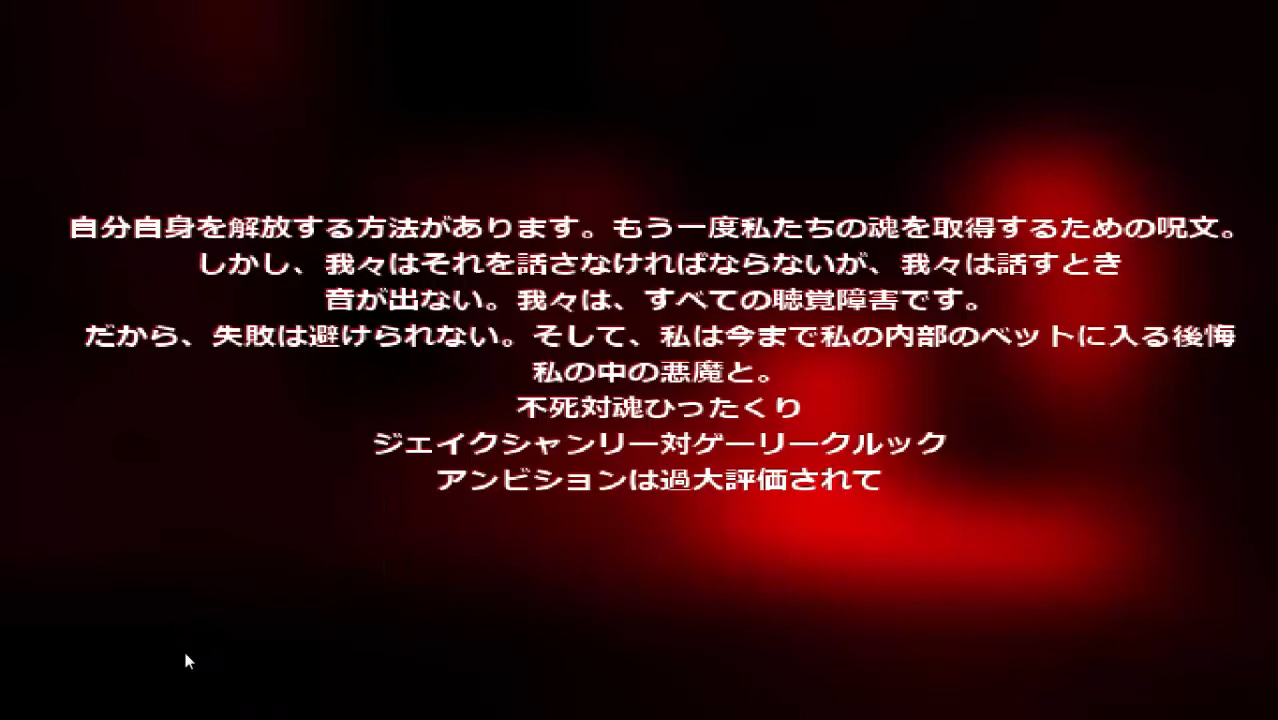 自分自身を解放する方法があります。もう一度私たちの魂を取得するための呪文。
しかし、我々はそれを話さなければならないが、我々は話すとき
音が出ない。我々は、すべての聴覚障害です。
だから、失敗は避けられない。そして、私は今まで私の内部のベットに入る後悔
私の中の悪魔と。
不死対魂ひったくり
ジェイクシャンリー対ゲーリークルック
アンビションは過大評価されて